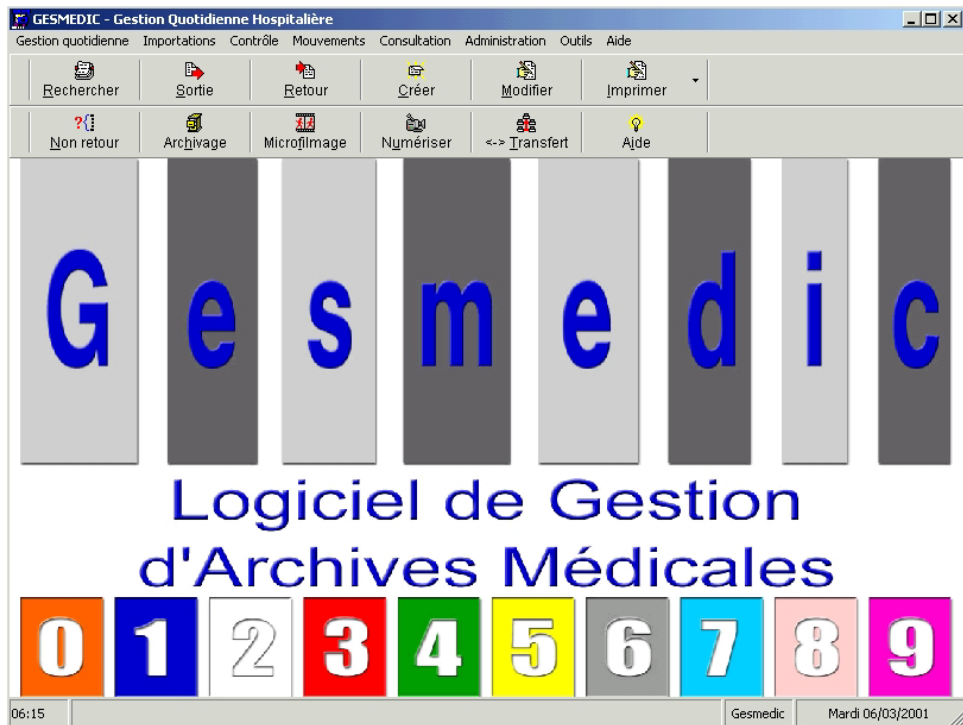 GESMEDIC - Gestion Quotidienne Hospitalière
Gestion quotidienne Importations Contrôle Mouvements Consultation Administration Outils Aide
Rechercher Sortie Retour Créer Modifier Imprimer
Non retour Archivage Microfilmage Numériser <-> Transfert Aide
Gesmedic
Logiciel de Gestion
d'Archives Médicales
0 1 2 3 4 5 6 7 8 9
06:15 Gesmedic Mardi 06/03/2001